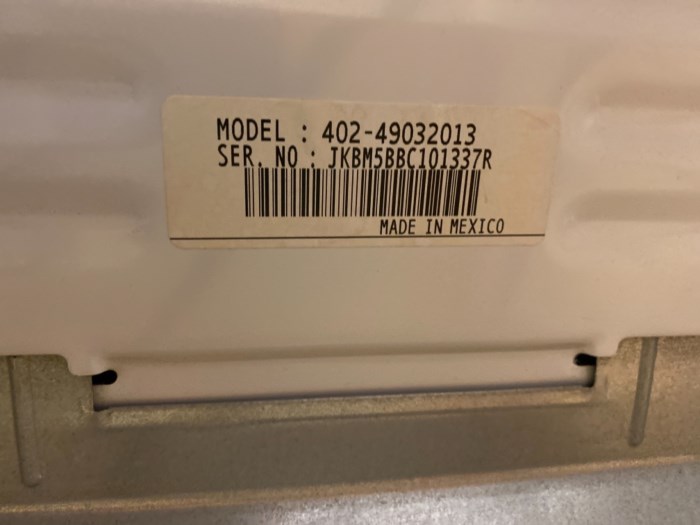 MODEL : 402-49032013
SER. NO : JKBM5BBC101337R
MADE IN MEXICO